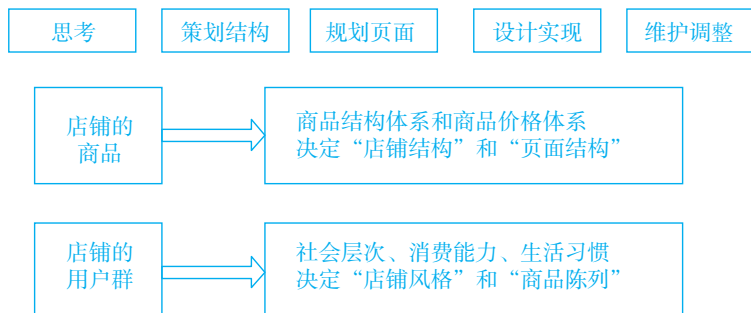 思考
策划结构
规划页面
设计实现
维护调整
店铺的
商品
商品结构体系和商品价格体系
决定“店铺结构”和“页面结构”
店铺的
用户群
社会层次、消费能力、生活习惯
决定“店铺风格”和“商品陈列”